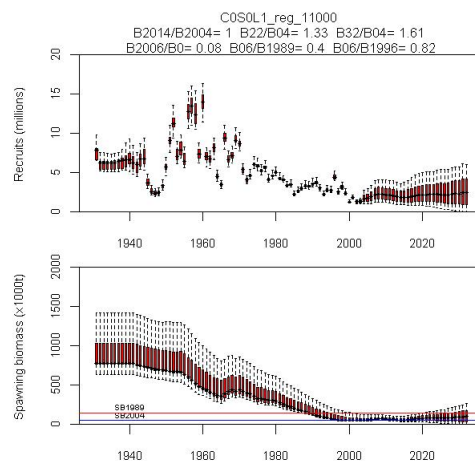 C0S0L1_reg_11000
B2014/B2004= 1 B22/B04= 1.33 B32/B04= 1.61
B2006/B0= 0.08 B06/B1989= 0.4 B06/B1996= 0.82
Recruits (millions)
20
15
10
5
0
1940 1960 1980 2000 2020
Spawning biomass (x1000t)
2000
1500
1000
500
0
SB1989
SB2004
1940 1960 1980 2000 2020